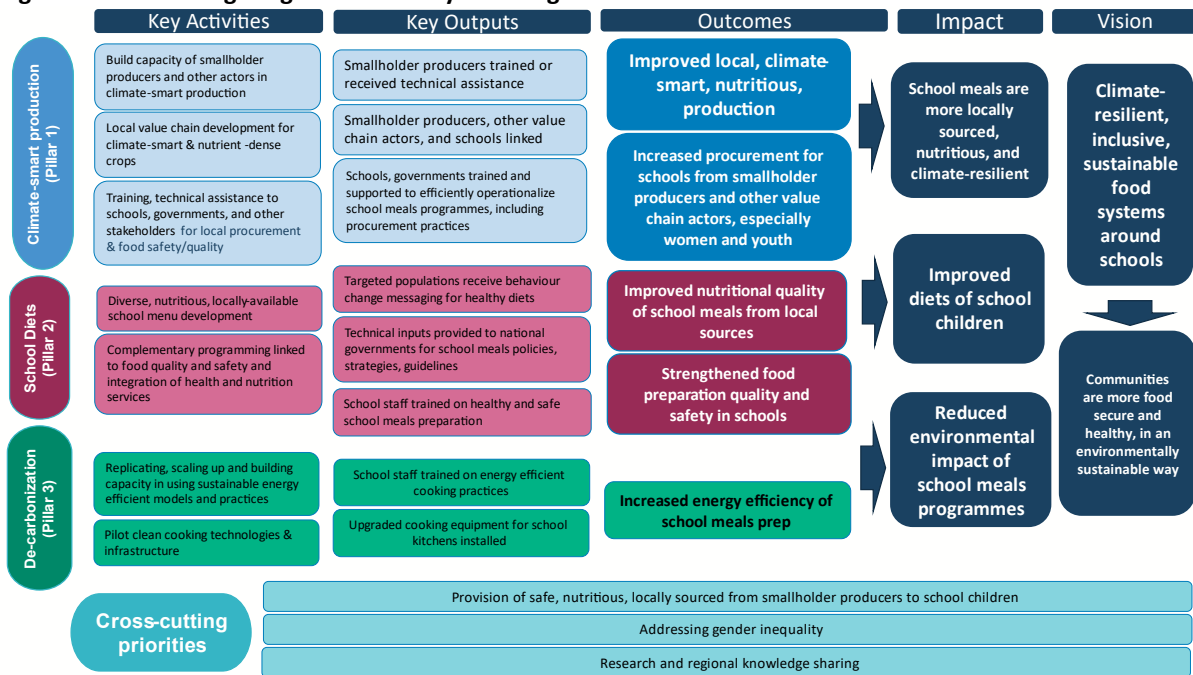 Key Activities
Key Outputs
Outcomes
Impact
Vision
Climate-smart production
(Pillar 1)
Build capacity of smallholder
producers and other actors in
climate-smart production
Local value chain development for
climate-smart & nutrient -dense
crops
Training, technical assistance to
schools, governments, and other
stakeholders for local procurement
& food safety/quality
Smallholder producers trained or
received technical assistance
Smallholder producers, other value
chain actors, and schools linked
Schools, governments trained and
supported to efficiently operationalize
school meals programmes, including
procurement practices
Improved local, climate-
smart, nutritious,
production
Increased procurement for
schools from smallholder
producers and other value
chain actors, especially
women and youth
School meals are
more locally
sourced,
nutritious, and
climate-resilient
Climate-
resilient,
inclusive,
sustainable
food
systems
around
schools
School Diets
(Pillar 2)
Diverse, nutritious, locally-available
school menu development
Complementary programming linked
to food quality and safety and
integration of health and nutrition
services
Targeted populations receive behaviour
change messaging for healthy diets
Technical inputs provided to national
governments for school meals policies,
strategies, guidelines
School staff trained on healthy and safe
school meals preparation
Improved nutritional quality
of school meals from local
sources
Strengthened food
preparation quality and
safety in schools
Improved
diets of school
children
Communities
are more food
secure and
healthy, in an
environmentally
sustainable way
De-carbonization
(Pillar 3)
Replicating, scaling up and building
capacity in using sustainable energy
efficient models and practices
Pilot clean cooking technologies &
infrastructure
School staff trained on energy efficient
cooking practices
Upgraded cooking equipment for school
kitchens installed
Increased energy efficiency of
school meals prep
Reduced
environmental
impact of
school meals
programmes
Cross-cutting
priorities
Provision of safe, nutritious, locally sourced from smallholder producers to school children
Addressing gender inequality
Research and regional knowledge sharing